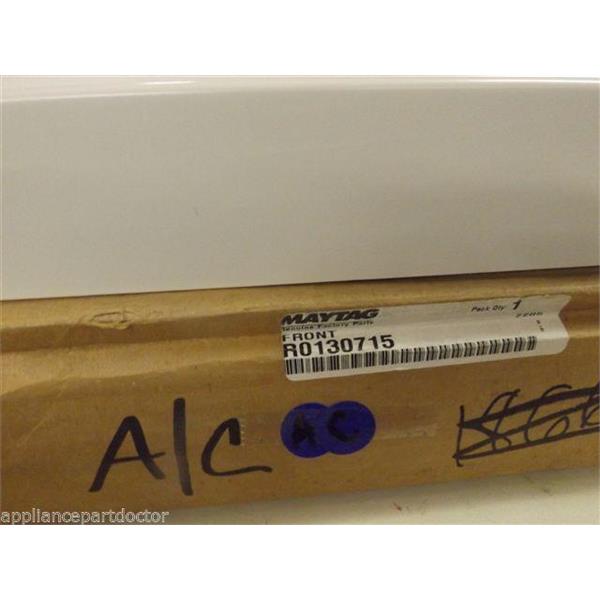 MAYTAG
Genuine Factory Parts
Pack Qty 1
FRONT
R0130715
A/C
AC
appliancepartdoctor